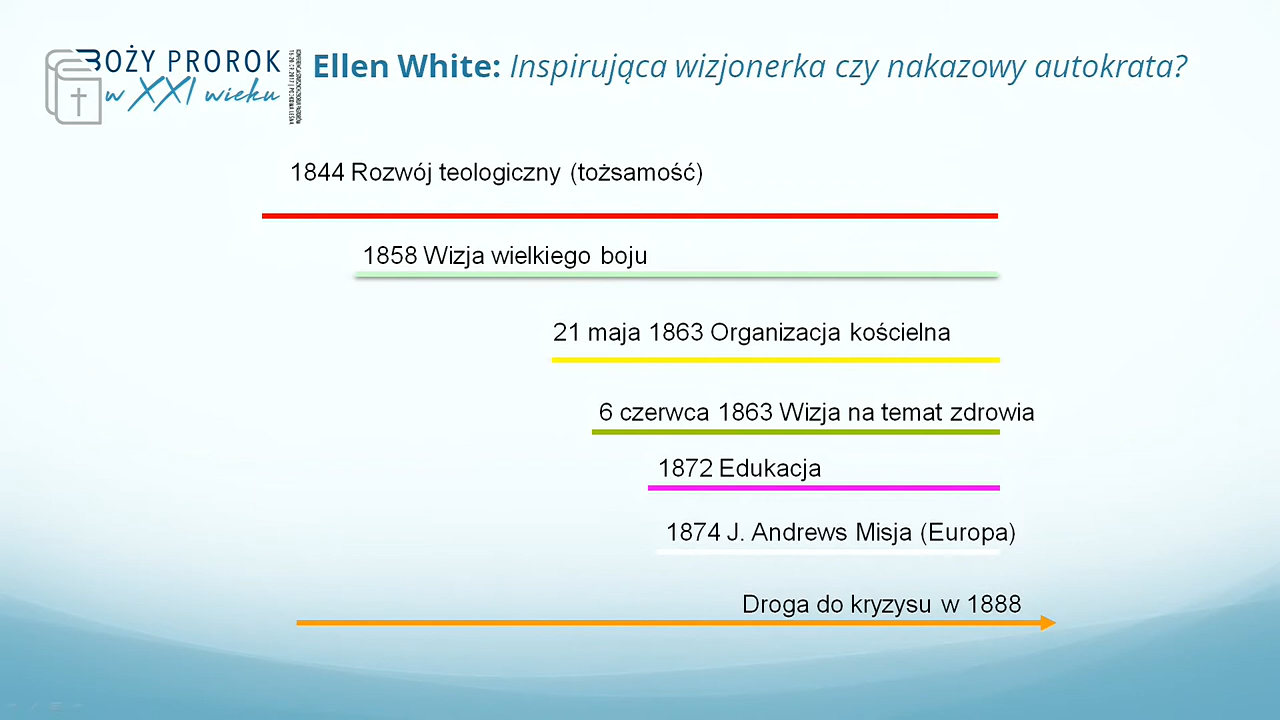 BOŻY PROROK
w XXI wieku
Ellen White: Inspirująca wizjonerka czy nakazowy autokrata?
1844 Rozwój teologiczny (tożsamość)
1858 Wizja wielkiego boju
21 maja 1863 Organizacja kościelna
6 czerwca 1863 Wizja na temat zdrowia
1872 Edukacja
1874 J. Andrews Misja (Europa)
Droga do kryzysu w 1888